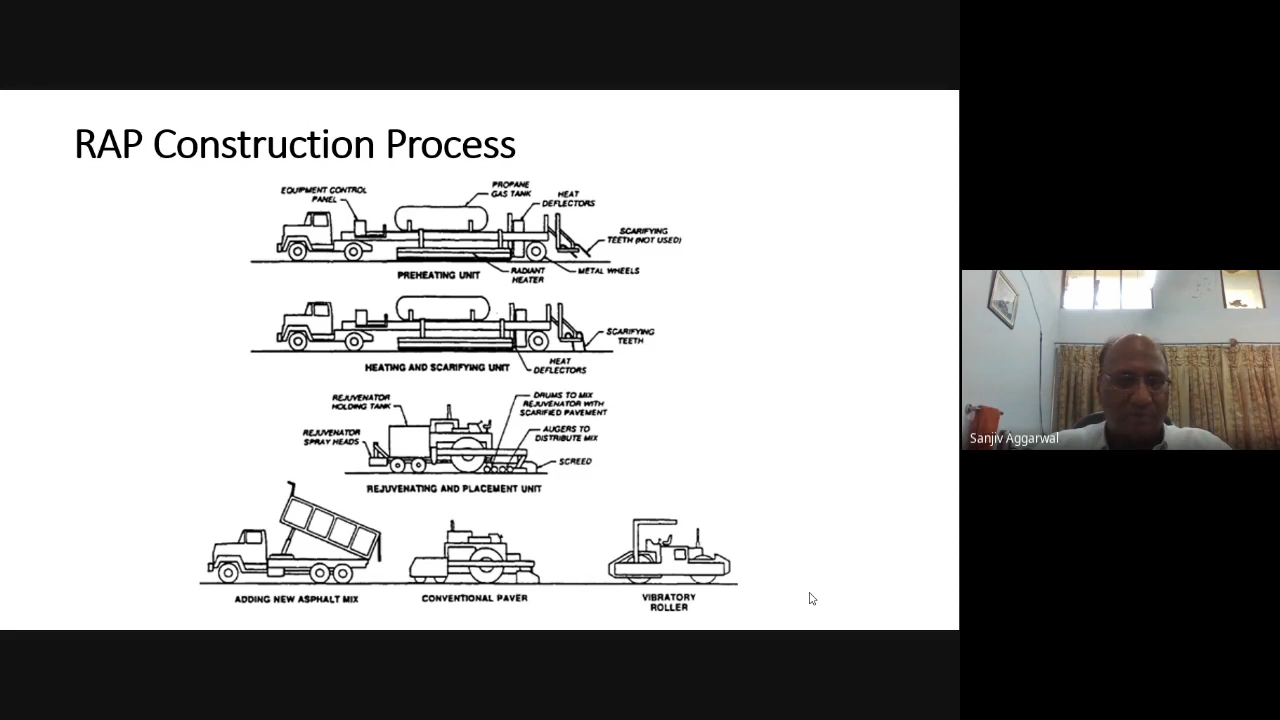 RAP Construction Process
EQUIPMENT CONTROL
PANEL
PROPANE
GAS TANK
HEAT
DEFLECTORS
SCARIFYING
TEETH (NOT USED)
PREHEATING UNIT
RADIANT
HEATER
METAL WHEELS
SCARIFYING
TEETH
HEATING AND SCARIFYING UNIT
HEAT
DEFLECTORS
REJUVENATOR
HOLDING TANK
DRUMS TO MIX
REJUVENATOR WITH
SCARIFIED PAVEMENT
REJUVENATOR
SPRAY HEADS
AUGERS TO
DISTRIBUTE MIX
SCREED
REJUVENATING AND PLACEMENT UNIT
ADDING NEW ASPHALT MIX
CONVENTIONAL PAVER
VIBRATORY
ROLLER
Sanjiv Aggarwal